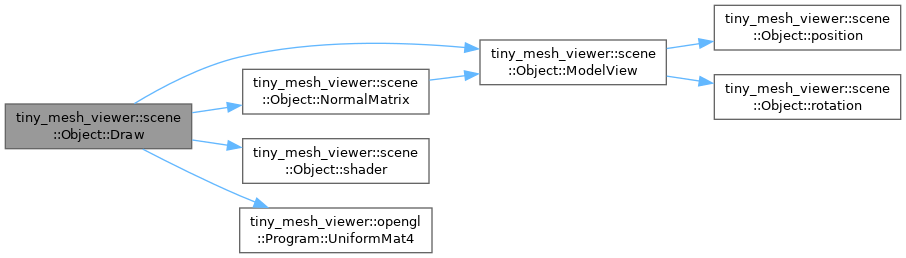 tiny_mesh_viewer::scene
::Object::Draw
tiny_mesh_viewer::scene
::Object::NormalMatrix
tiny_mesh_viewer::scene
::Object::shader
tiny_mesh_viewer::opengl
::Program::UniformMat4
tiny_mesh_viewer::scene
::Object::ModelView
tiny_mesh_viewer::scene
::Object::position
tiny_mesh_viewer::scene
::Object::rotation